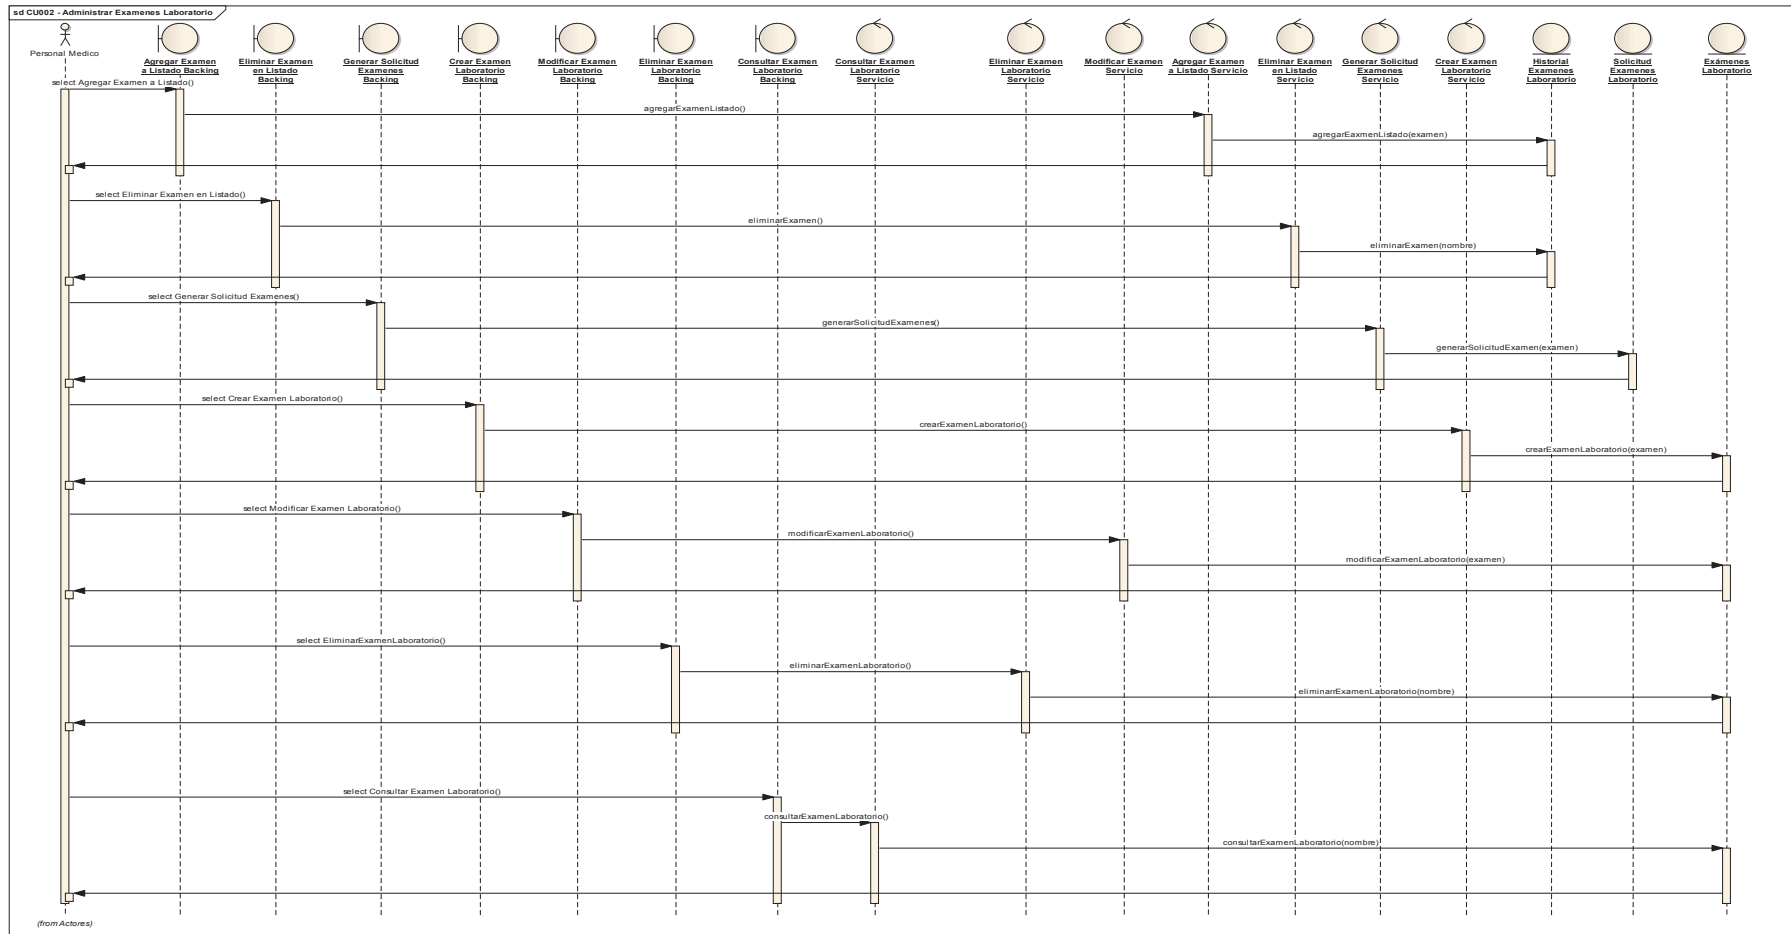 sd CU002 - Administrar Examenes Laboratorio
Personal Medico
Agregar Examen
a Listado Backing
Eliminar Examen
en Listado
Backing
Generar Solicitud
Examenes
Backing
Crear Examen
Laboratorio
Backing
Modificar Examen
Laboratorio
Backing
Eliminar Examen
Laboratorio
Backing
Consultar Examen
Laboratorio
Backing
Consultar Examen
Laboratorio
Servicio
Eliminar Examen
Laboratorio
Servicio
Modificar Examen
Servicio
Agregar Examen
a Listado Servicio
Eliminar Examen
en Listado
Servicio
Generar Solicitud
Examenes Servicio
Crear Examen
Laboratorio
Servicio
Historial
Examenes
Laboratorio
Solicitud
Examenes
Laboratorio
Exámenes
Laboratorio
select Agregar Examen a Listado()
agregarExamenListado()
agregarEaxmenListado(examen)
select Eliminar Examen en Listado()
eliminarExamen()
eliminarExamen(nombre)
select Generar Solicitud Examenes()
generarSolicitudExamenes()
generarSolicitudExamen(examen)
select Crear Examen Laboratorio()
crearExamenLaboratorio()
crearExamenLaboratorio(examen)
select Modificar Examen Laboratorio()
modificarExamenLaboratorio()
modificarExamenLaboratorio(examen)
select EliminarExamenLaboratorio()
eliminarExamenLaboratorio()
eliminarrExamenLaboratorio(nombre)
select Consultar Examen Laboratorio()
consultarExamenLaboratorio()
consultarExamenLaboratorio(nombre)
(from Actores)